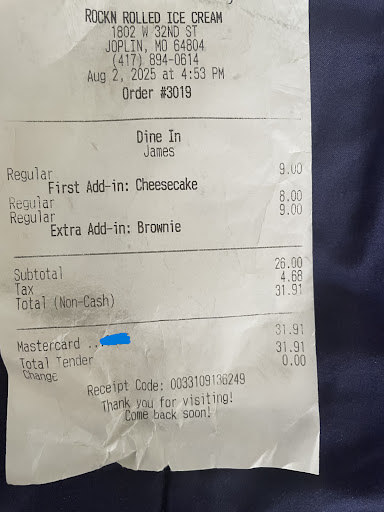 ROCKN ROLLED ICE CREAM
1802 W 32ND ST
JOPLIN, MO 64804
(417) 894-0614
Aug 2, 2025 at 4:53 PM
Order #3019
Dine In
James
Regular 9.00
First Add-in: Cheesecake
Regular 8.00
Regular 9.00
Extra Add-in: Brownie
Subtotal 26.00
Tax 4.68
Total (Non-Cash) 31.91
Mastercard .. 31.91
Total Tender 31.91
Change 0.00
Receipt Code: 0033109136249
Thank you for visiting!
Come back soon!